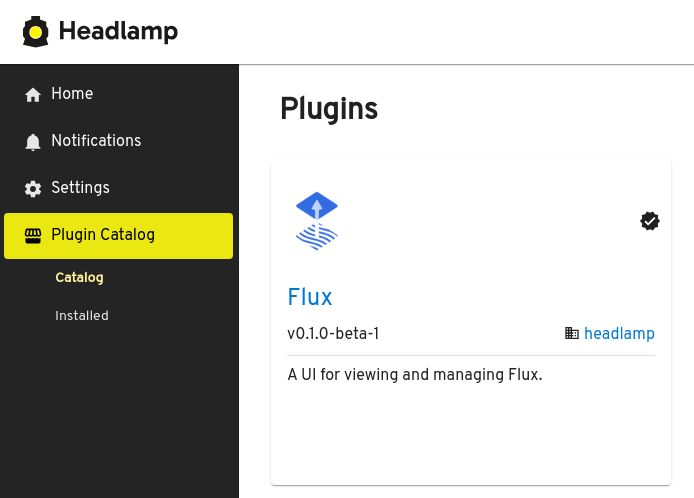 Headlamp
Home
Notifications
Settings
Plugin Catalog
Catalog
Installed
Plugins
Flux
v0.1.0-beta-1
headlamp
A UI for viewing and managing Flux.